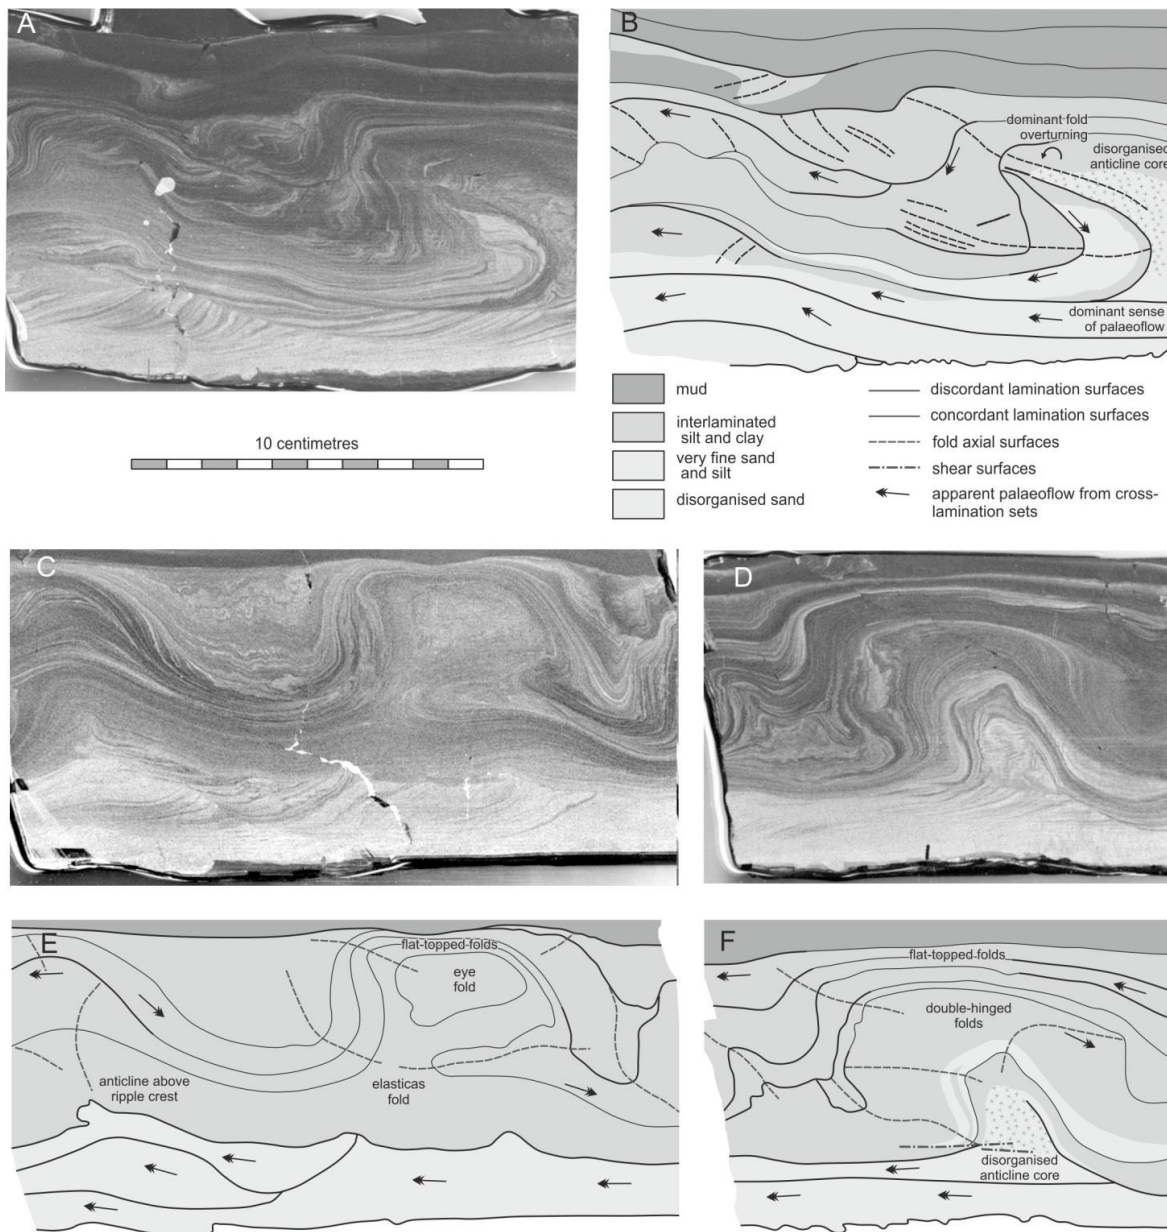 A
B
dominant fold
overturning
disorganised
anticline core
dominant sense
of palaeoflow
10 centimetres
mud
interlaminated
silt and clay
very fine sand
and silt
disorganised sand
discordant lamination surfaces
concordant lamination surfaces
fold axial surfaces
shear surfaces
apparent palaeoflow from cross-
lamination sets
C
D
E
flat-topped folds
eye
fold
anticline above
ripple crest
elasticas
fold
F
flat-topped folds
double-hinged
folds
disorganised
anticline core